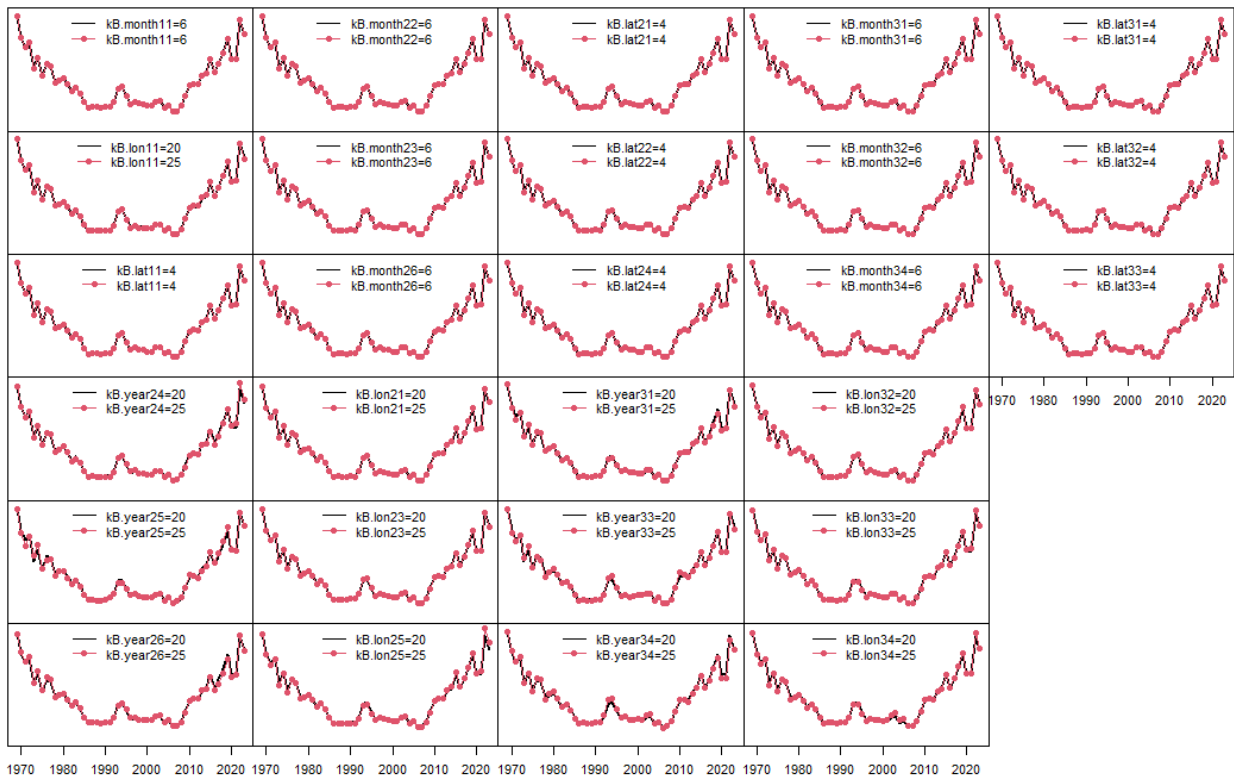 kB.month11=6
kB.month11=6
kB.month22=6
kB.month22=6
kB.lat21=4
kB.lat21=4
kB.month31=6
kB.month31=6
kB.lat31=4
kB.lat31=4
kB.lon11=20
kB.lon11=25
kB.month23=6
kB.month23=6
kB.lat22=4
kB.lat22=4
kB.month32=6
kB.month32=6
kB.lat32=4
kB.lat32=4
kB.lat11=4
kB.lat11=4
kB.month26=6
kB.month26=6
kB.lat24=4
kB.lat24=4
kB.month34=6
kB.month34=6
kB.lat33=4
kB.lat33=4
kB.year24=20
kB.year24=25
kB.lon21=20
kB.lon21=25
kB.year31=20
kB.year31=25
kB.lon32=20
kB.lon32=25
1970 1980 1990 2000 2010 2020
kB.year25=20
kB.year25=25
kB.lon23=20
kB.lon23=25
kB.year33=20
kB.year33=25
kB.lon33=20
kB.lon33=25
kB.year26=20
kB.year26=25
kB.lon25=20
kB.lon25=25
kB.year34=20
kB.year34=25
kB.lon34=20
kB.lon34=25
1970 1980 1990 2000 2010 2020 1970 1980 1990 2000 2010 2020 1970 1980 1990 2000 2010 2020 1970 1980 1990 2000 2010 2020